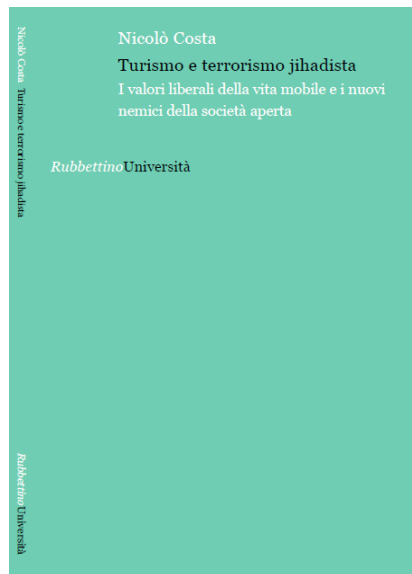 Nicolò Costa
Turismo e terrorismo jihadista
I valori liberali della vita mobile e i nuovi
nemici della società aperta
RubbettinoUniversità
Nicolò Costa Turismo e terrorismo jihadista
Rubbettino Università